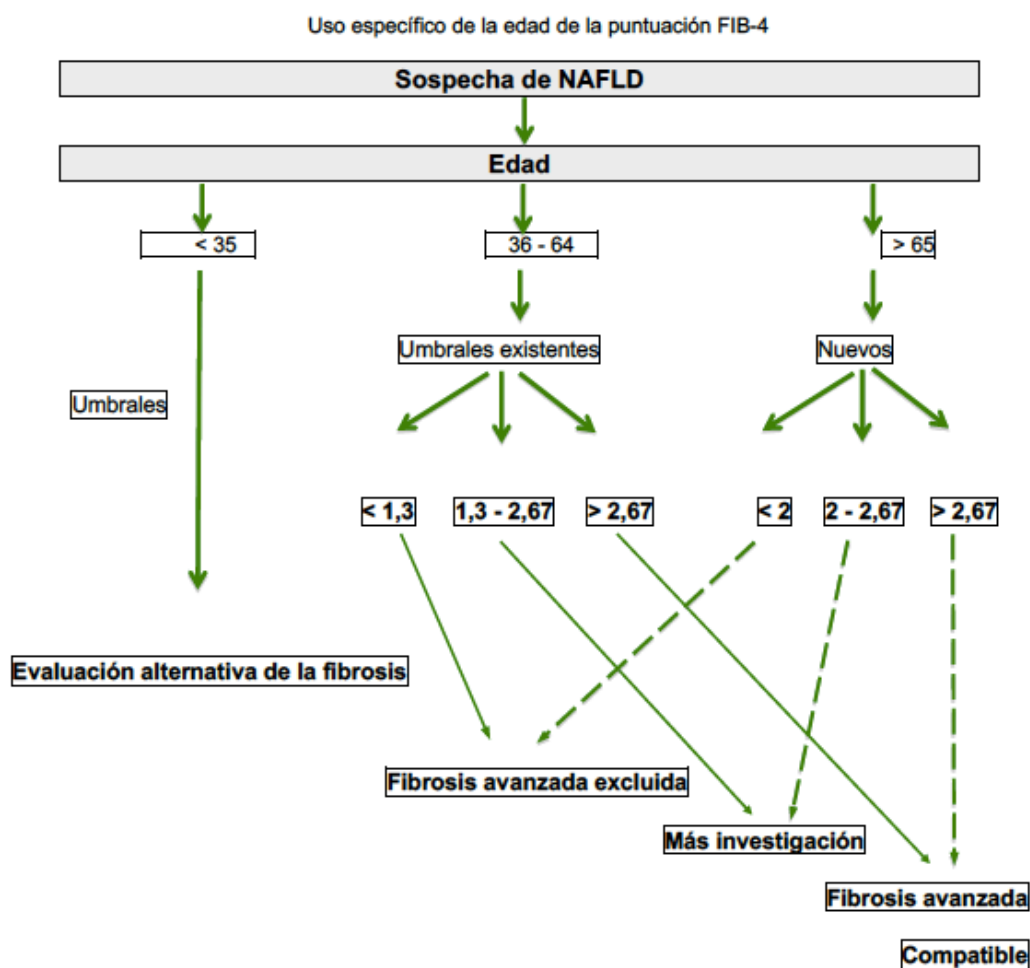 Uso específico de la edad de la puntuación FIB-4
Sospecha de NAFLD
Edad
< 35
36 - 64
> 65
Umbrales existentes
Nuevos
Umbrales
< 1,3
1,3 - 2,67
> 2,67
< 2
2 - 2,67
> 2,67
Evaluación alternativa de la fibrosis
Fibrosis avanzada excluida
Más investigación
Fibrosis avanzada
Compatible